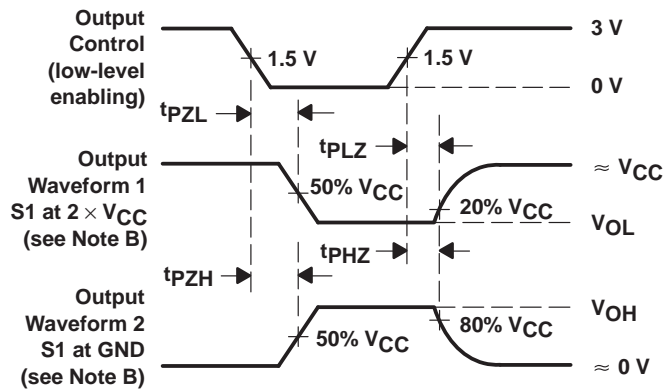 Output
Control
(low-level
enabling)
1.5 V
1.5 V
3 V
0 V
tPZL
tPLZ
Output
Waveform 1
S1 at 2 × VCC
(see Note B)
50% VCC
20% VCC
≈ VCC
VOL
tPZH
tPHZ
Output
Waveform 2
S1 at GND
(see Note B)
50% VCC
80% VCC
VOH
≈ 0 V